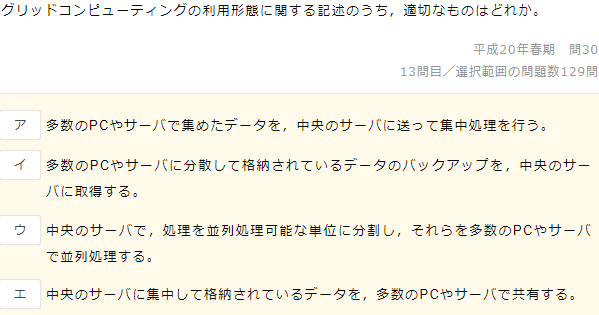 グリッドコンピューティングの利用形態に関する記述のうち，適切なものはどれか。
平成20年春期　問30
13問目／選択範囲の問題数129問
ア 多数のPCやサーバで集めたデータを，中央のサーバに送って集中処理を行う。
イ 多数のPCやサーバに分散して格納されているデータのバックアップを，中央のサー
バに取得する。
ウ 中央のサーバで，処理を並列処理可能な単位に分割し，それらを多数のPCやサーバ
で並列処理する。
エ 中央のサーバに集中して格納されているデータを，多数のPCやサーバで共有する。